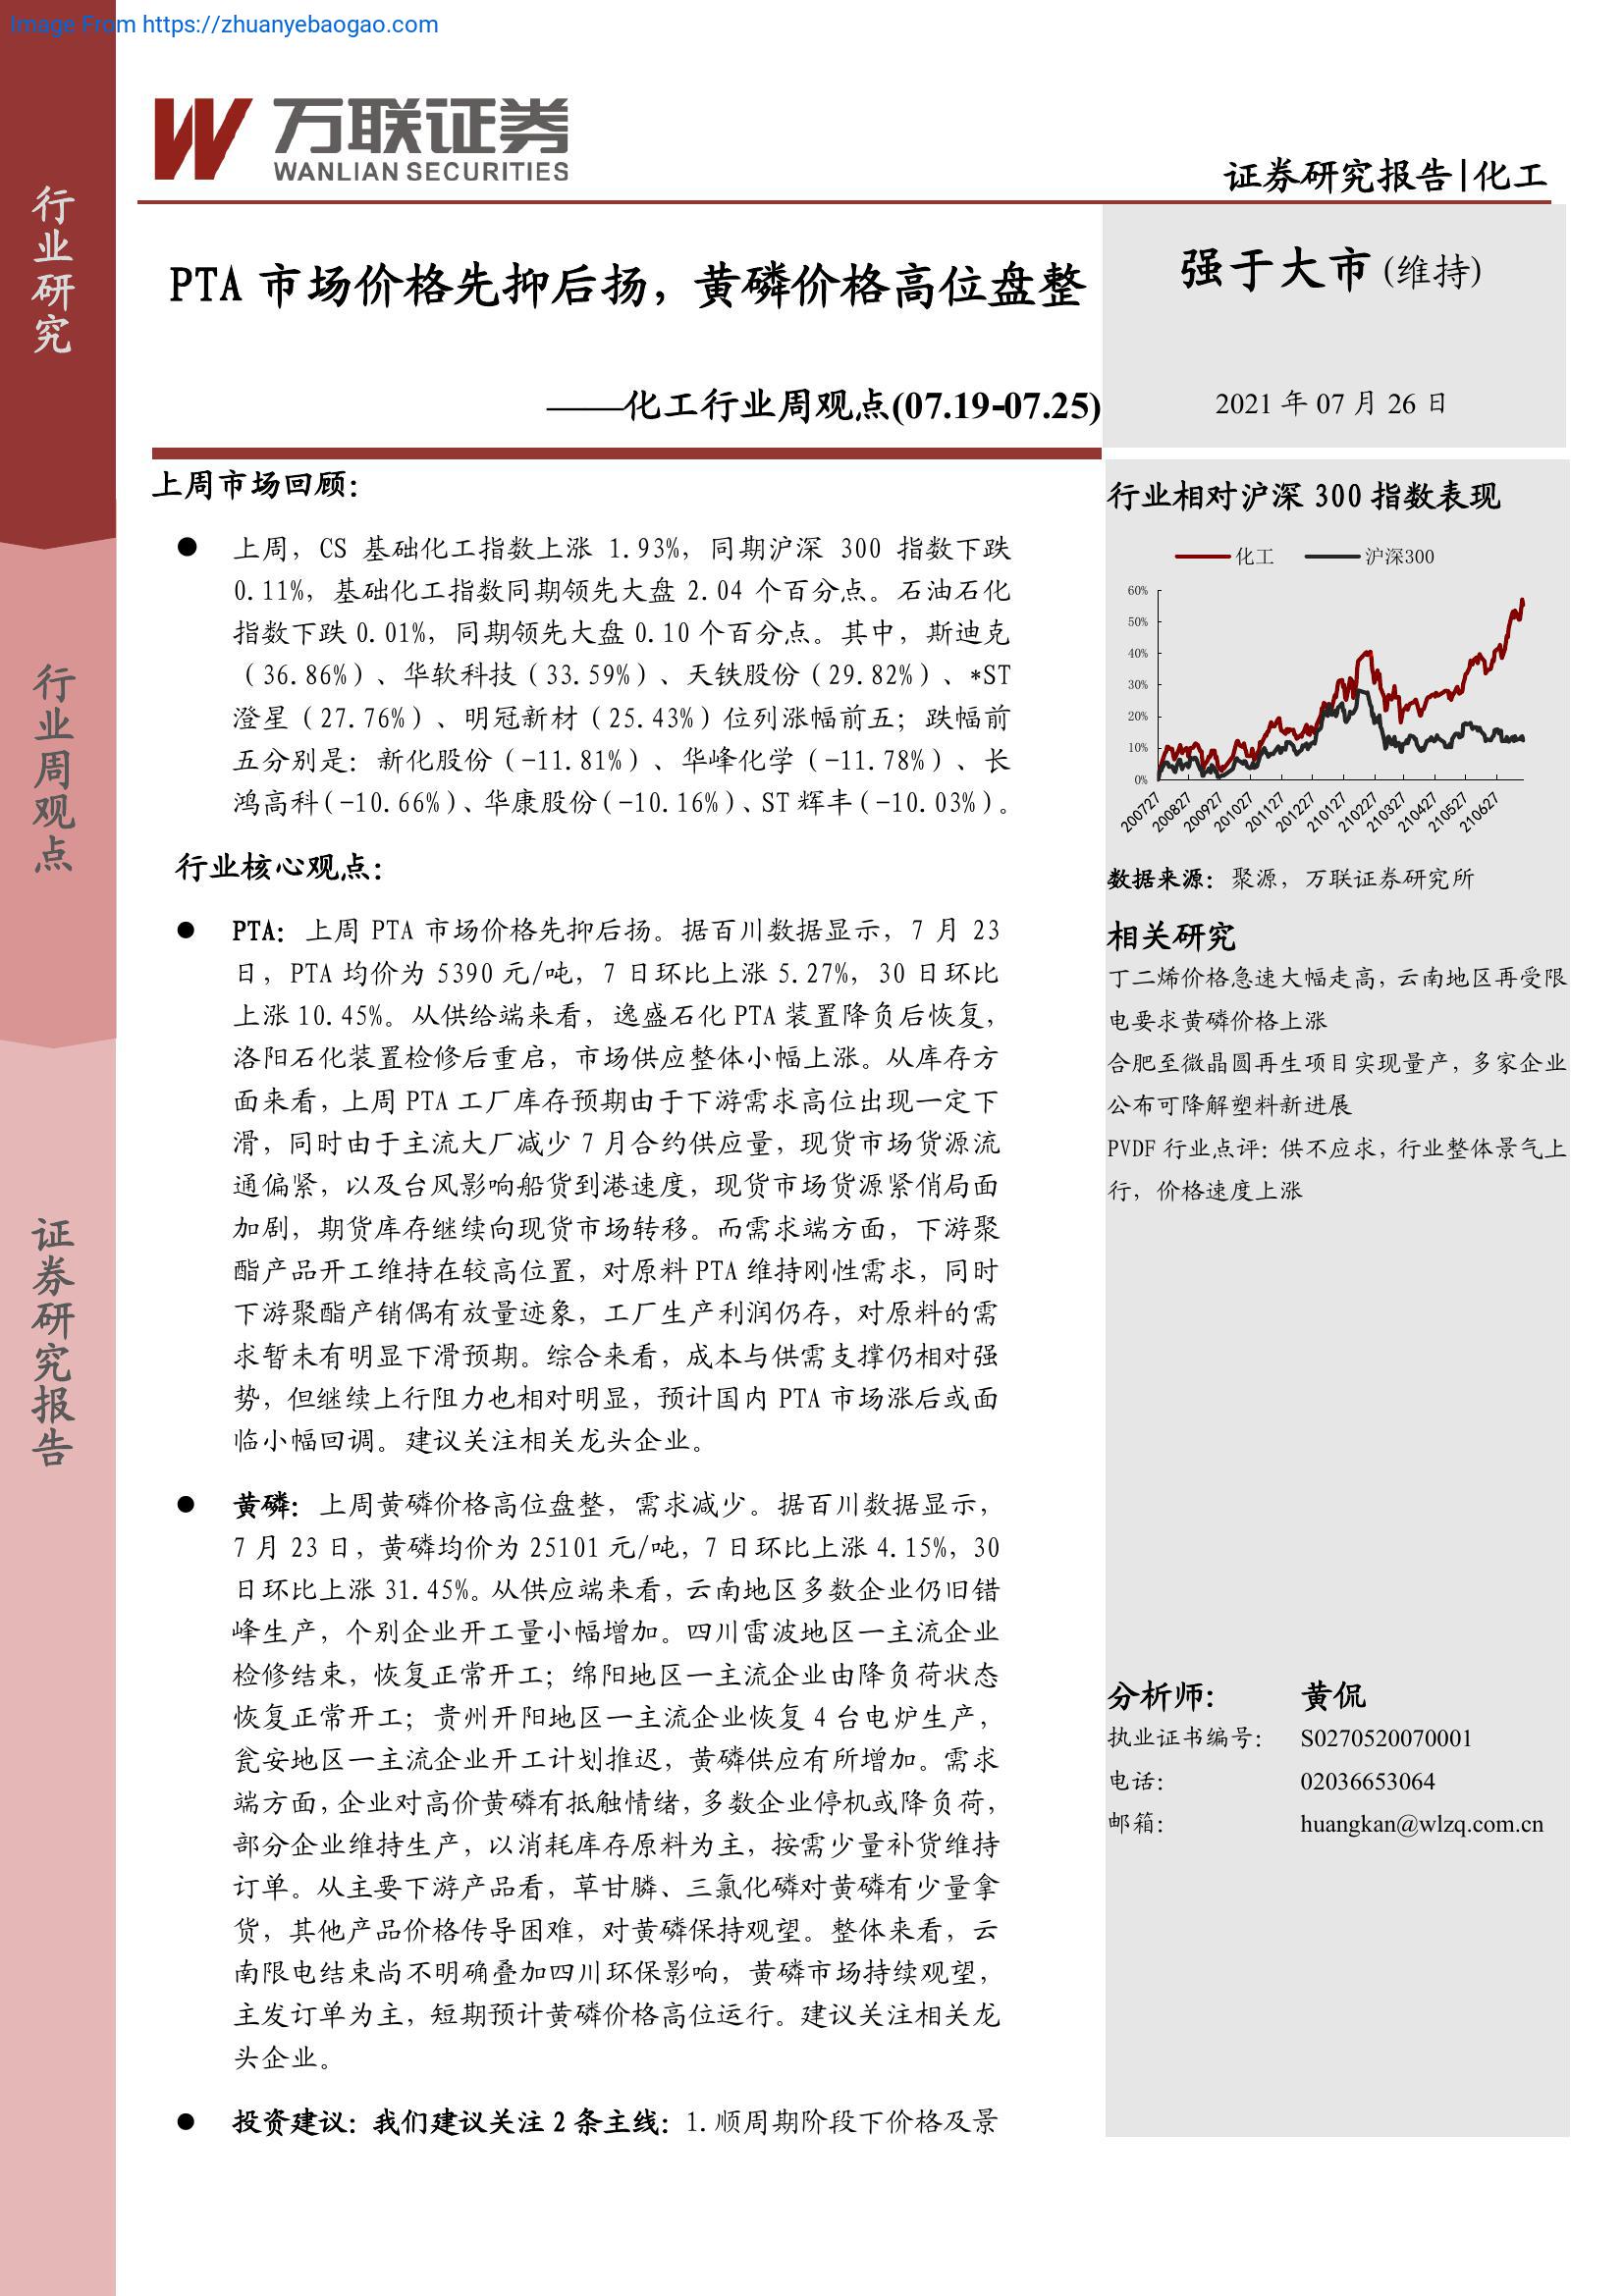 Image From https://zhuanyebaogao.com
万联证券
WANLIAN SECURITIES
证券研究报告|化工
行业研究
行业周观点
证券研究报告
PTA 市场价格先抑后扬，黄磷价格高位盘整
——化工行业周观点(07.19-07.25)
强于大市(维持)
2021 年 07 月 26 日
上周市场回顾：
● 上周，CS 基础化工指数上涨 1.93%，同期沪深 300 指数下跌
0.11%，基础化工指数同期领先大盘 2.04 个百分点。石油石化
指数下跌 0.01%，同期领先大盘 0.10 个百分点。其中，斯迪克
（36.86%）、华软科技（33.59%）、天铁股份（29.82%）、*ST
澄星（27.76%）、明冠新材（25.43%）位列涨幅前五；跌幅前
五分别是：新化股份（-11.81%）、华峰化学（-11.78%）、长
鸿高科（-10.66%）、华康股份（-10.16%）、ST 辉丰（-10.03%）。
行业核心观点：
● PTA：上周 PTA 市场价格先抑后扬。据百川数据显示，7 月 23
日，PTA 均价为 5390 元/吨，7 日环比上涨 5.27%，30 日环比
上涨 10.45%。从供给端来看，逸盛石化 PTA 装置降负后恢复，
洛阳石化装置检修后重启，市场供应整体小幅上涨。从库存方
面来看，上周 PTA 工厂库存预期由于下游需求高位出现一定下
滑，同时由于主流大厂减少 7 月合约供应量，现货市场货源流
通偏紧，以及台风影响船货到港速度，现货市场货源紧俏局面
加剧，期货库存继续向现货市场转移。而需求端方面，下游聚
酯产品开工维持在较高位置，对原料 PTA 维持刚性需求，同时
下游聚酯产销偶有放量迹象，工厂生产利润仍存，对原料的需
求暂未有明显下滑预期。综合来看，成本与供需支撑仍相对强
势，但继续上行阻力也相对明显，预计国内 PTA 市场涨后或面
临小幅回调。建议关注相关龙头企业。
● 黄磷：上周黄磷价格高位盘整，需求减少。据百川数据显示，
7 月 23 日，黄磷均价为 25101 元/吨，7 日环比上涨 4.15%，30
日环比上涨 31.45%。从供应端来看，云南地区多数企业仍旧错
峰生产，个别企业开工量小幅增加。四川雷波地区一主流企业
检修结束，恢复正常开工；绵阳地区一主流企业由降负荷状态
恢复正常开工；贵州开阳地区一主流企业恢复 4 台电炉生产，
瓮安地区一主流企业开工计划推迟，黄磷供应有所增加。需求
端方面，企业对高价黄磷有抵触情绪，多数企业停机或降负荷，
部分企业维持生产，以消耗库存原料为主，按需少量补货维持
订单。从主要下游产品看，草甘膦、三氯化磷对黄磷有少量拿
货，其他产品价格传导困难，对黄磷保持观望。整体来看，云
南限电结束尚不明确叠加四川环保影响，黄磷市场持续观望，
主发订单为主，短期预计黄磷价格高位运行。建议关注相关龙
头企业。
● 投资建议：我们建议关注 2 条主线：1.顺周期阶段下价格及景
行业相对沪深 300 指数表现
化工 沪深300
60%
50%
40%
30%
20%
10%
0%
200727 200827 200927 201027 201127 201227 210127 210227 210327 210427 210527 210627
数据来源：聚源，万联证券研究所
相关研究
丁二烯价格急速大幅走高，云南地区再受限
电要求黄磷价格上涨
合肥至微晶圆再生项目实现量产，多家企业
公布可降解塑料新进展
PVDF 行业点评：供不应求，行业整体景气上
行，价格速度上涨
分析师： 黄侃
执业证书编号： S0270520070001
电话： 02036653064
邮箱： huangkan@wlzq.com.cn